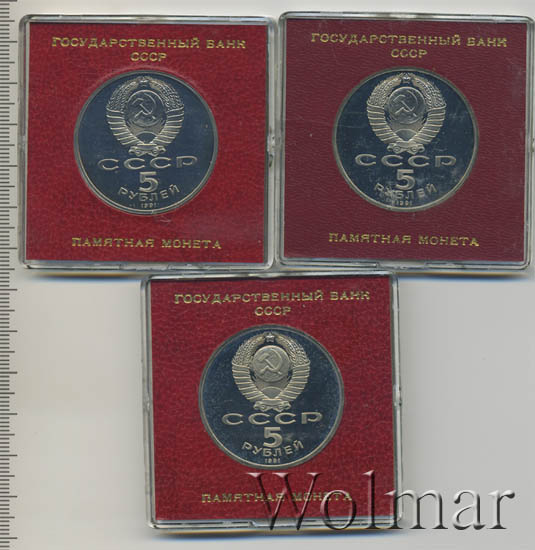 ГОСУДАРСТВЕННЫЙ БАНК
СССР
СССР
5
РУБЛЕЙ
1991
ПАМЯТНАЯ МОНЕТА
ГОСУДАРСТВЕННЫЙ БАНК
СССР
СССР
5
РУБЛЕЙ
1991
ПАМЯТНАЯ МОНЕТА
ГОСУДАРСТВЕННЫЙ БАНК
СССР
СССР
5
РУБЛЕЙ
1991
ПАМЯТНАЯ МОНЕТА
Wolmar